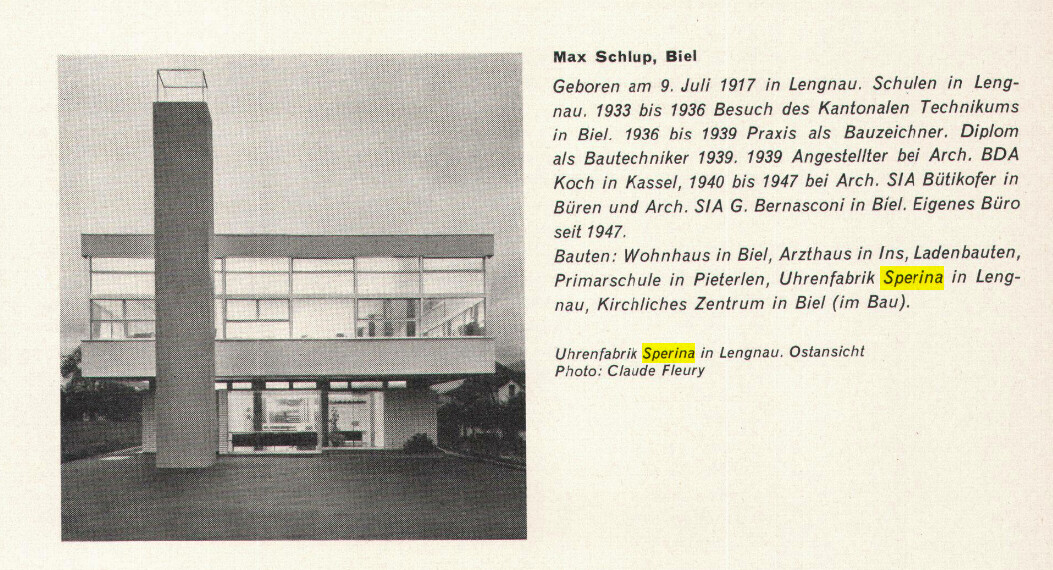 Max Schlup, Biel
Geboren am 9. Juli 1917 in Lengnau. Schulen in Leng-
nau. 1933 bis 1936 Besuch des Kantonalen Technikums
in Biel. 1936 bis 1939 Praxis als Bauzeichner. Diplom
als Bautechniker 1939. 1939 Angestellter bei Arch. BDA
Koch in Kassel, 1940 bis 1947 bei Arch. SIA Bütikofer in
Büren und Arch. SIA G. Bernasconi in Biel. Eigenes Büro
seit 1947.
Bauten: Wohnhaus in Biel, Arzthaus in Ins, Ladenbauten,
Primarschule in Pieterlen, Uhrenfabrik Sperina in Leng-
nau, Kirchliches Zentrum in Biel (im Bau).
Uhrenfabrik Sperina in Lengnau. Ostansicht
Photo: Claude Fleury